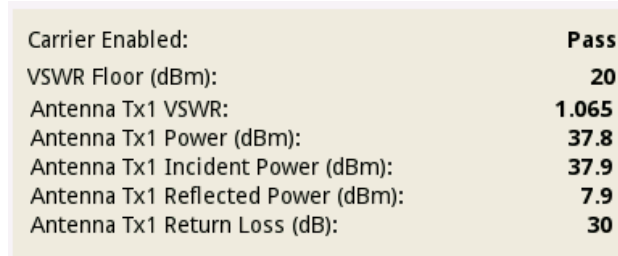 Carrier Enabled: Pass
VSWR Floor (dBm): 20
Antenna Tx1 VSWR: 1.065
Antenna Tx1 Power (dBm): 37.8
Antenna Tx1 Incident Power (dBm): 37.9
Antenna Tx1 Reflected Power (dBm): 7.9
Antenna Tx1 Return Loss (dB): 30